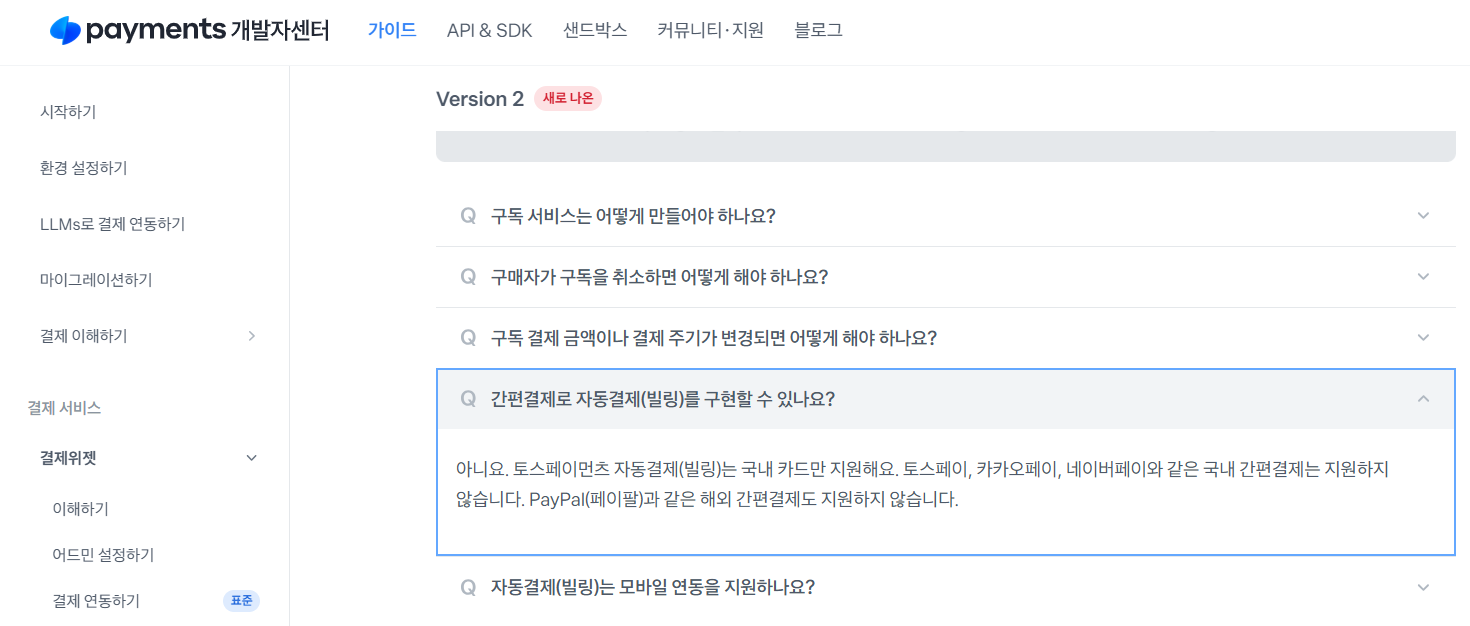 payments 개발자센터
가이드
API & SDK
샌드박스
커뮤니티·지원
블로그
시작하기
환경 설정하기
LLMs로 결제 연동하기
마이그레이션하기
결제 이해하기
결제 서비스
결제위젯
이해하기
어드민 설정하기
결제 연동하기 표준
Version 2 새로 나온
Q 구독 서비스는 어떻게 만들어야 하나요?
Q 구매자가 구독을 취소하면 어떻게 해야 하나요?
Q 구독 결제 금액이나 결제 주기가 변경되면 어떻게 해야 하나요?
Q 간편결제로 자동결제(빌링)를 구현할 수 있나요?
아니요. 토스페이먼츠 자동결제(빌링)는 국내 카드만 지원해요. 토스페이, 카카오페이, 네이버페이와 같은 국내 간편결제는 지원하지
않습니다. PayPal(페이팔)과 같은 해외 간편결제도 지원하지 않습니다.
Q 자동결제(빌링)는 모바일 연동을 지원하나요?